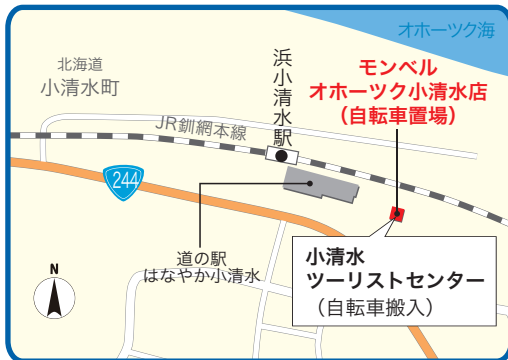 オホーツク海
北海道
小清水町
浜小清水駅
モンベル
オホーツク小清水店
（自転車置場）
JR釧網本線
244
道の駅
はなやか小清水
小清水
ツーリストセンター
（自転車搬入）
N